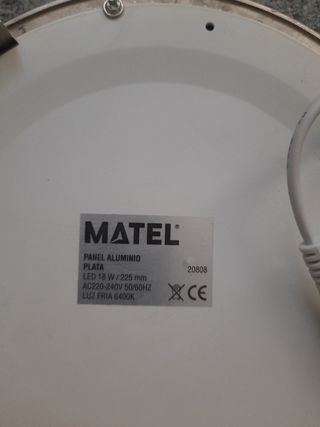 MATEL®
PANEL ALUMINIO
PLATA 20808
LED 18 W / 225 mm
AC220-240V 50/60HZ
LUZ FRIA 6400K
CE